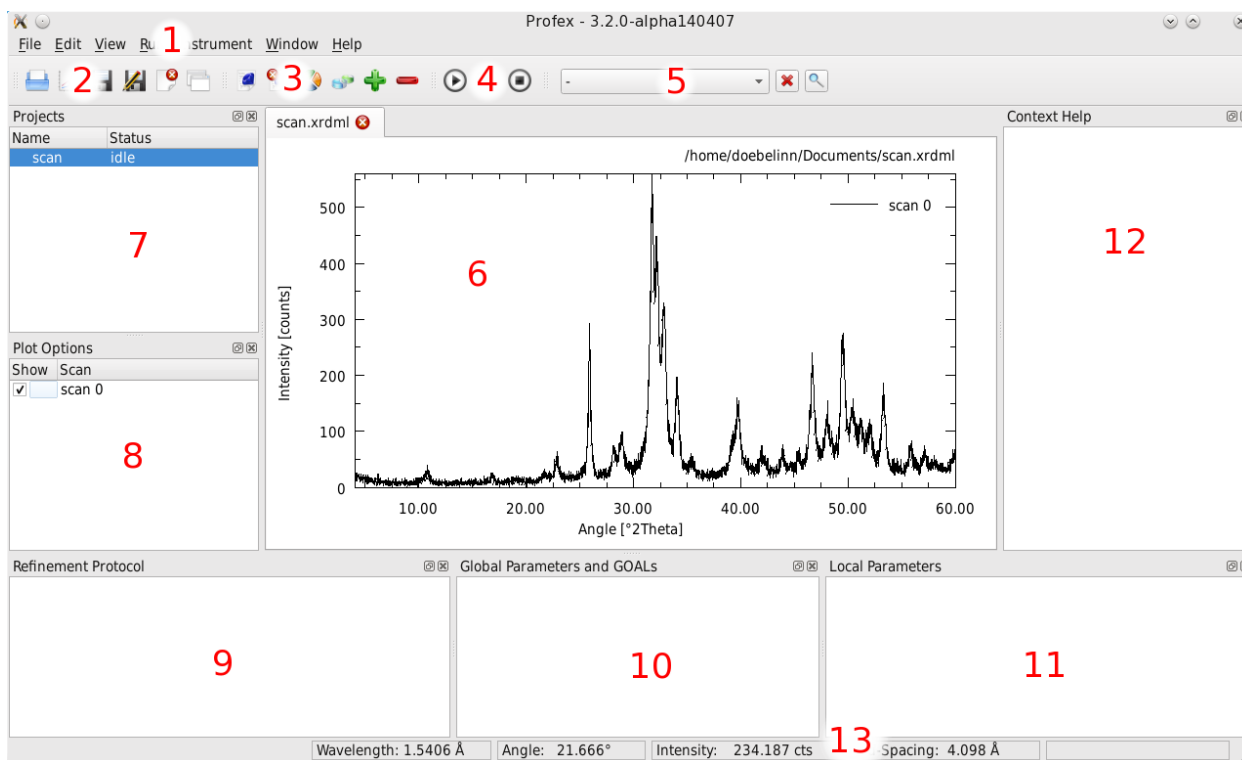 Profex - 3.2.0-alpha140407
File Edit View Ru 1 strument Window Help
2 3 4 - 5
Projects
Name Status
scan idle
7
Plot Options
Show Scan
scan 0
8
scan.xrdml
/home/doebelinn/Documents/scan.xrdml
scan 0
6
Intensity [counts]
500
400
300
200
100
0
10.00 20.00 30.00 40.00 50.00 60.00
Angle [°2Theta]
Context Help
12
Refinement Protocol
9
Global Parameters and GOALs
10
Local Parameters
11
Wavelength: 1.5406 Å Angle: 21.666° Intensity: 234.187 cts 13 Spacing: 4.098 Å